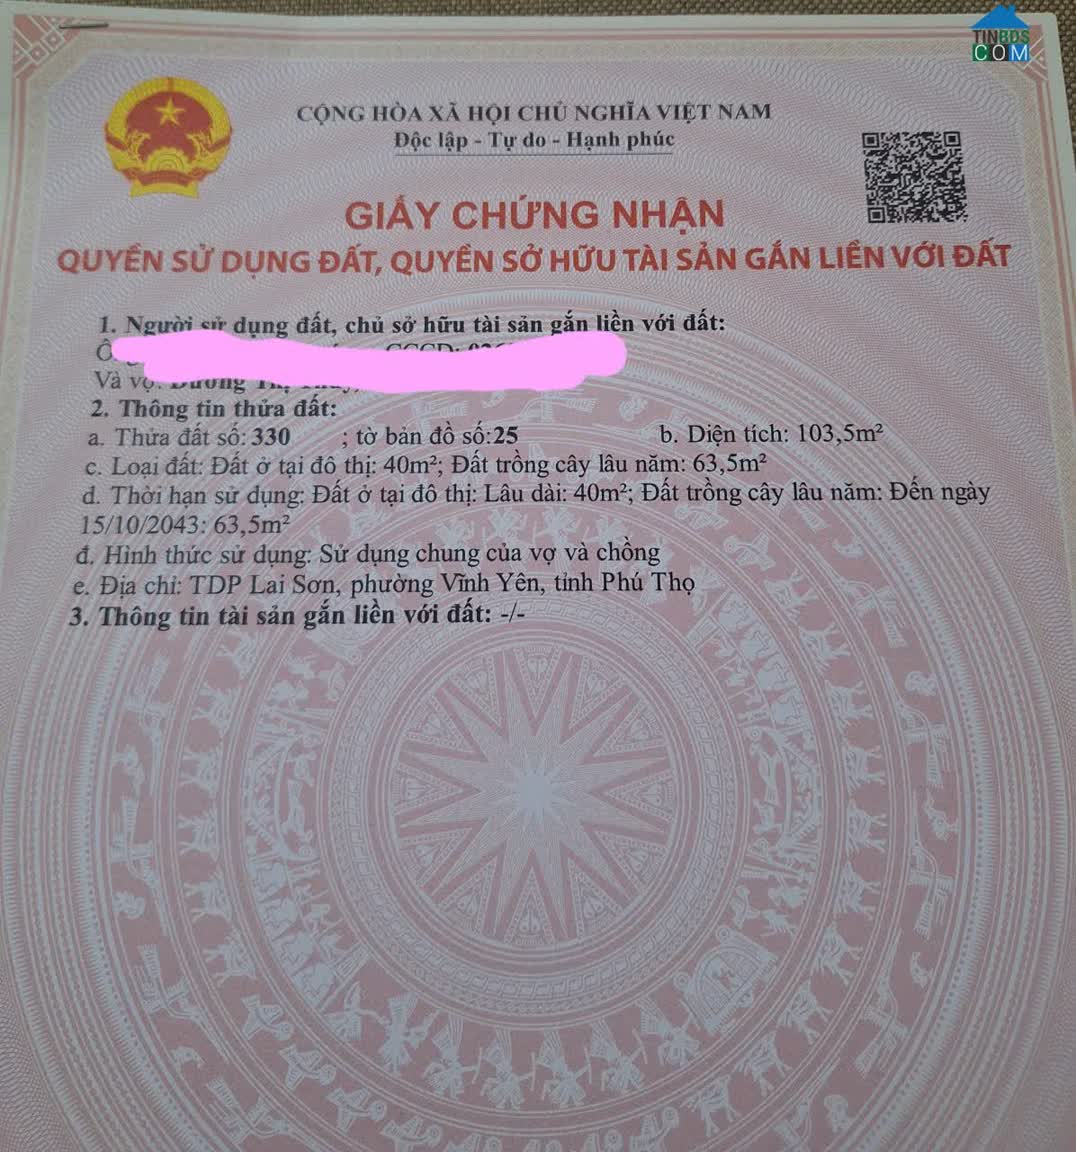 TINBDS
COM
CỘNG HÒA XÃ HỘI CHỦ NGHĨA VIỆT NAM
Độc lập - Tự do - Hạnh phúc
GIẤY CHỨNG NHẬN
QUYỀN SỬ DỤNG ĐẤT, QUYỀN SỞ HỮU TÀI SẢN GẮN LIỀN VỚI ĐẤT
1. Người sử dụng đất, chủ sở hữu tài sản gắn liền với đất:
Và vợ:
2. Thông tin thửa đất:
a. Thửa đất số: 330 ; tờ bản đồ số:25 b. Diện tích: 103,5m²
c. Loại đất: Đất ở tại đô thị: 40m²; Đất trồng cây lâu năm: 63,5m²
d. Thời hạn sử dụng: Đất ở tại đô thị: Lâu dài: 40m²; Đất trồng cây lâu năm: Đến ngày
15/10/2043: 63,5m²
đ. Hình thức sử dụng: Sử dụng chung của vợ và chồng
e. Địa chỉ: TDP Lai Sơn, phường Vĩnh Yên, tỉnh Phú Thọ
3. Thông tin tài sản gắn liền với đất: -/-